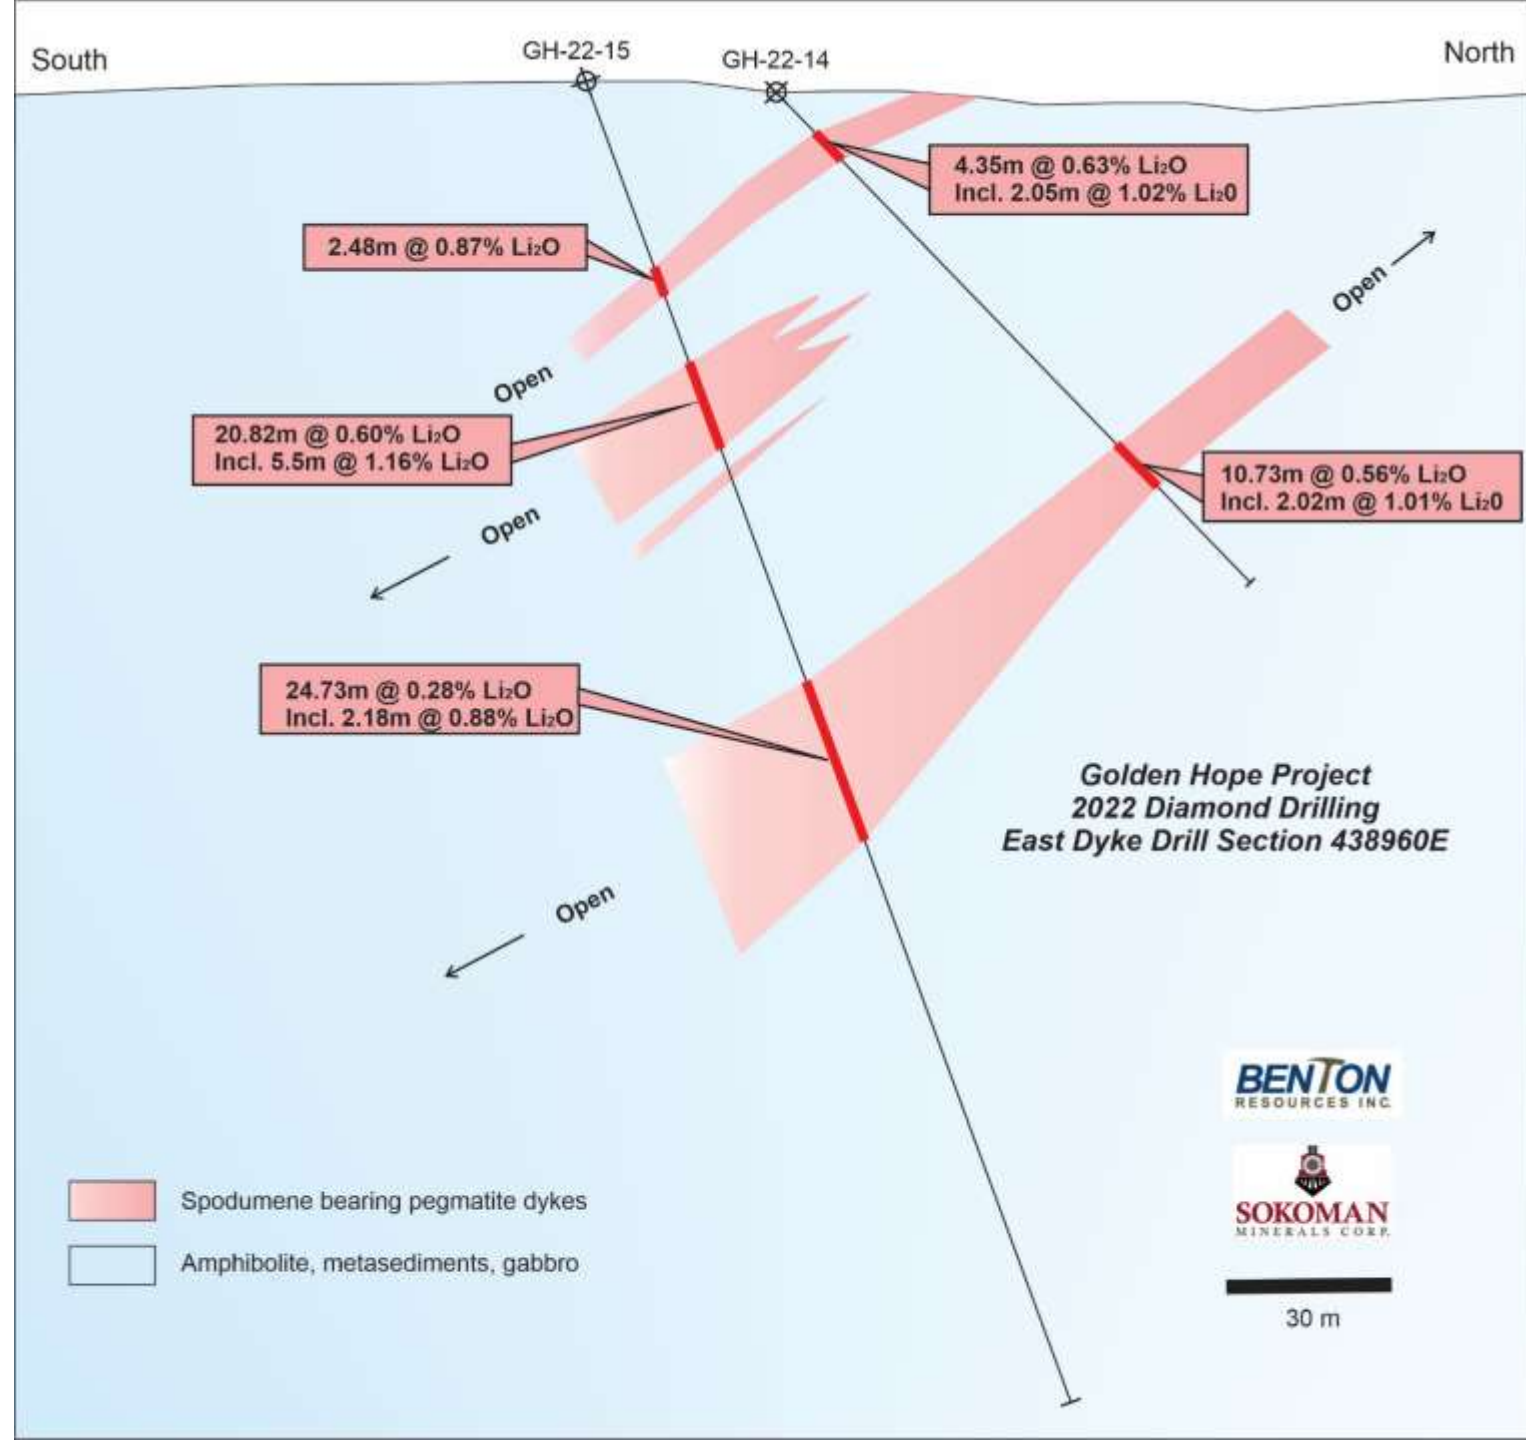 South
GH-22-15
GH-22-14
North
4.35m @ 0.63% Li₂O
Incl. 2.05m @ 1.02% Li₂0
2.48m @ 0.87% Li₂O
Open
Open
20.82m @ 0.60% Li₂O
Incl. 5.5m @ 1.16% Li₂O
10.73m @ 0.56% Li₂O
Incl. 2.02m @ 1.01% Li₂0
Open
24.73m @ 0.28% Li₂O
Incl. 2.18m @ 0.88% Li₂O
Golden Hope Project
2022 Diamond Drilling
East Dyke Drill Section 438960E
Open
BENTON
RESOURCES INC.
SOKOMAN
MINERALS CORP.
Spodumene bearing pegmatite dykes
Amphibolite, metasediments, gabbro
30 m